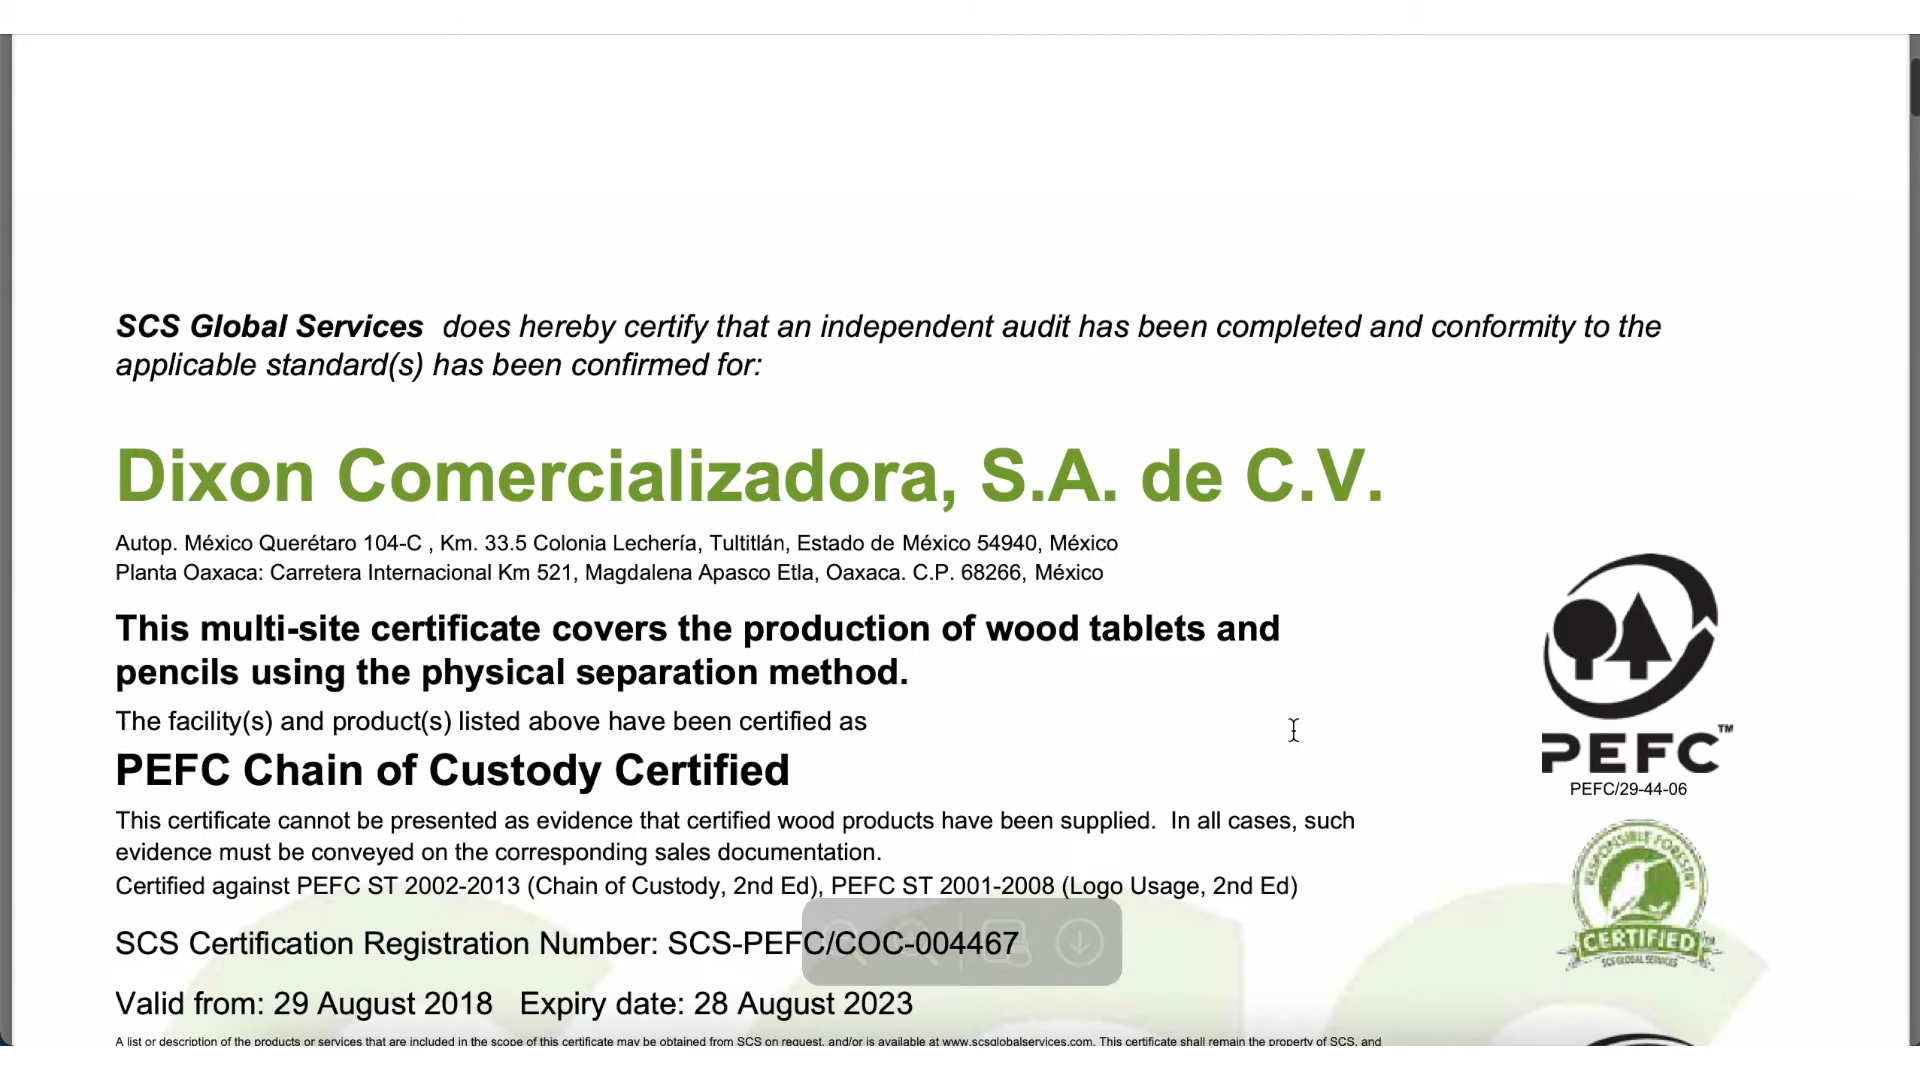 SCS Global Services does hereby certify that an independent audit has been completed and conformity to the
applicable standard(s) has been confirmed for:
Dixon Comercializadora, S.A. de C.V.
Autop. México Querétaro 104-C , Km. 33.5 Colonia Lechería, Tultitlán, Estado de México 54940, México
Planta Oaxaca: Carretera Internacional Km 521, Magdalena Apasco Etla, Oaxaca. C.P. 68266, México
This multi-site certificate covers the production of wood tablets and
pencils using the physical separation method.
The facility(s) and product(s) listed above have been certified as
PEFC Chain of Custody Certified
PEFC™
PEFC/29-44-06
This certificate cannot be presented as evidence that certified wood products have been supplied. In all cases, such
evidence must be conveyed on the corresponding sales documentation.
Certified against PEFC ST 2002-2013 (Chain of Custody, 2nd Ed), PEFC ST 2001-2008 (Logo Usage, 2nd Ed)
RESPONSIBLE FORESTRY
CERTIFIED™
SCS GLOBAL SERVICES
SCS Certification Registration Number: SCS-PEFC/COC-004467
Valid from: 29 August 2018 Expiry date: 28 August 2023
A list or description of the products or services that are included in the scope of this certificate may be obtained from SCS on request, and/or is available at www.scsglobalservices.com. This certificate shall remain the property of SCS, and